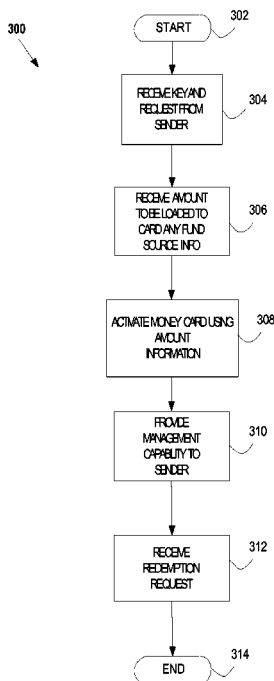 302
START
300
RECEIVE KEY AND
REQUEST FROM
SENDER
304
RECEIVE AMOUNT
TO BE LOADED TO
CARD ANY FUND
SOURCE INFO
306
ACTIVATE MONEY CARD USING
AMOUNT
INFORMATION
308
PROVIDE
MANAGEMENT
CAPABILITY TO
SENDER
310
RECEIVE
REDEMPTION
REQUEST
312
END
314